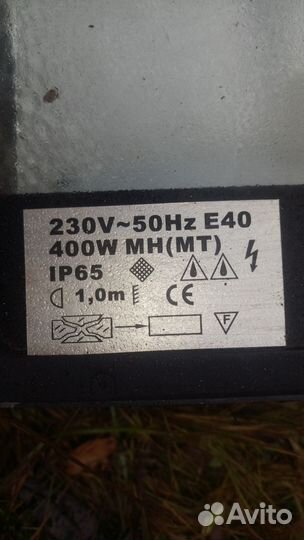 230V~50Hz E40
400W MH(MT)
IP65
1,0m CE
F
Avito